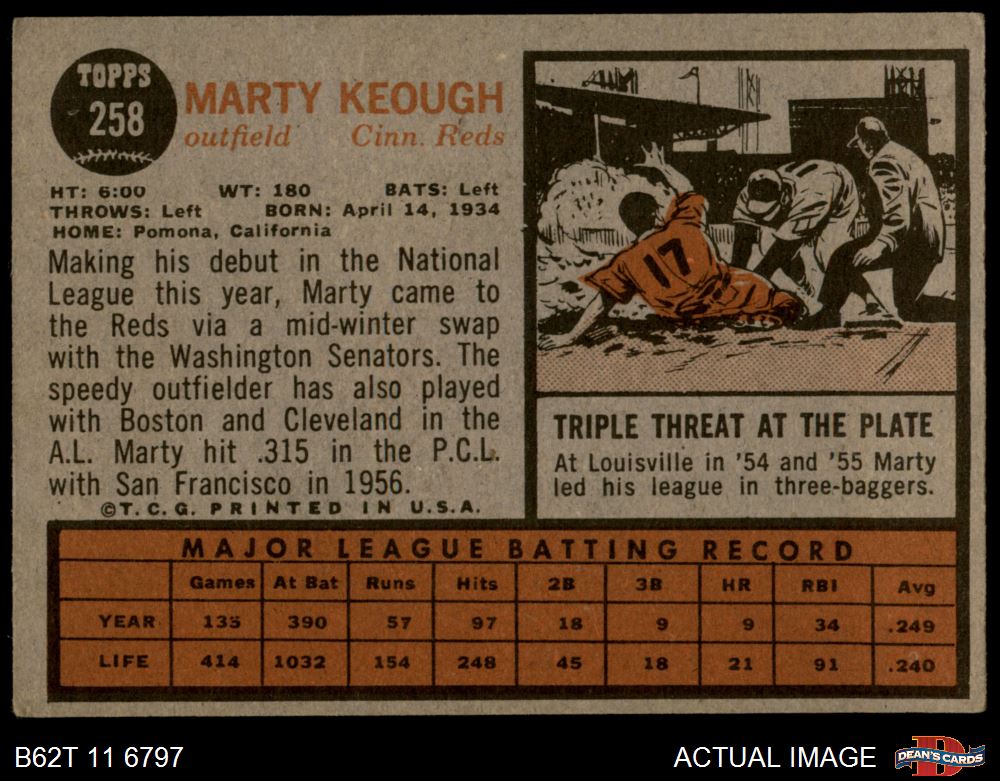 TOPPS
258
MARTY KEOUGH
outfield Cinn. Reds
HT: 6:00 WT: 180 BATS: Left
THROWS: Left BORN: April 14, 1934
HOME: Pomona, California
Making his debut in the National
League this year, Marty came to
the Reds via a mid-winter swap
with the Washington Senators. The
speedy outfielder has also played
with Boston and Cleveland in the
A.L. Marty hit .315 in the P.C.L.
with San Francisco in 1956.
©T.C.G. PRINTED IN U.S.A.
17
TRIPLE THREAT AT THE PLATE
At Louisville in '54 and '55 Marty
led his league in three-baggers.
MAJOR LEAGUE BATTING RECORD
Games At Bat Runs Hits 2B 3B HR RBI Avg
YEAR 135 390 57 97 18 9 9 34 .249
LIFE 414 1032 154 248 45 18 21 91 .240
B62T 11 6797
ACTUAL IMAGE
D
DEAN'S CARDS